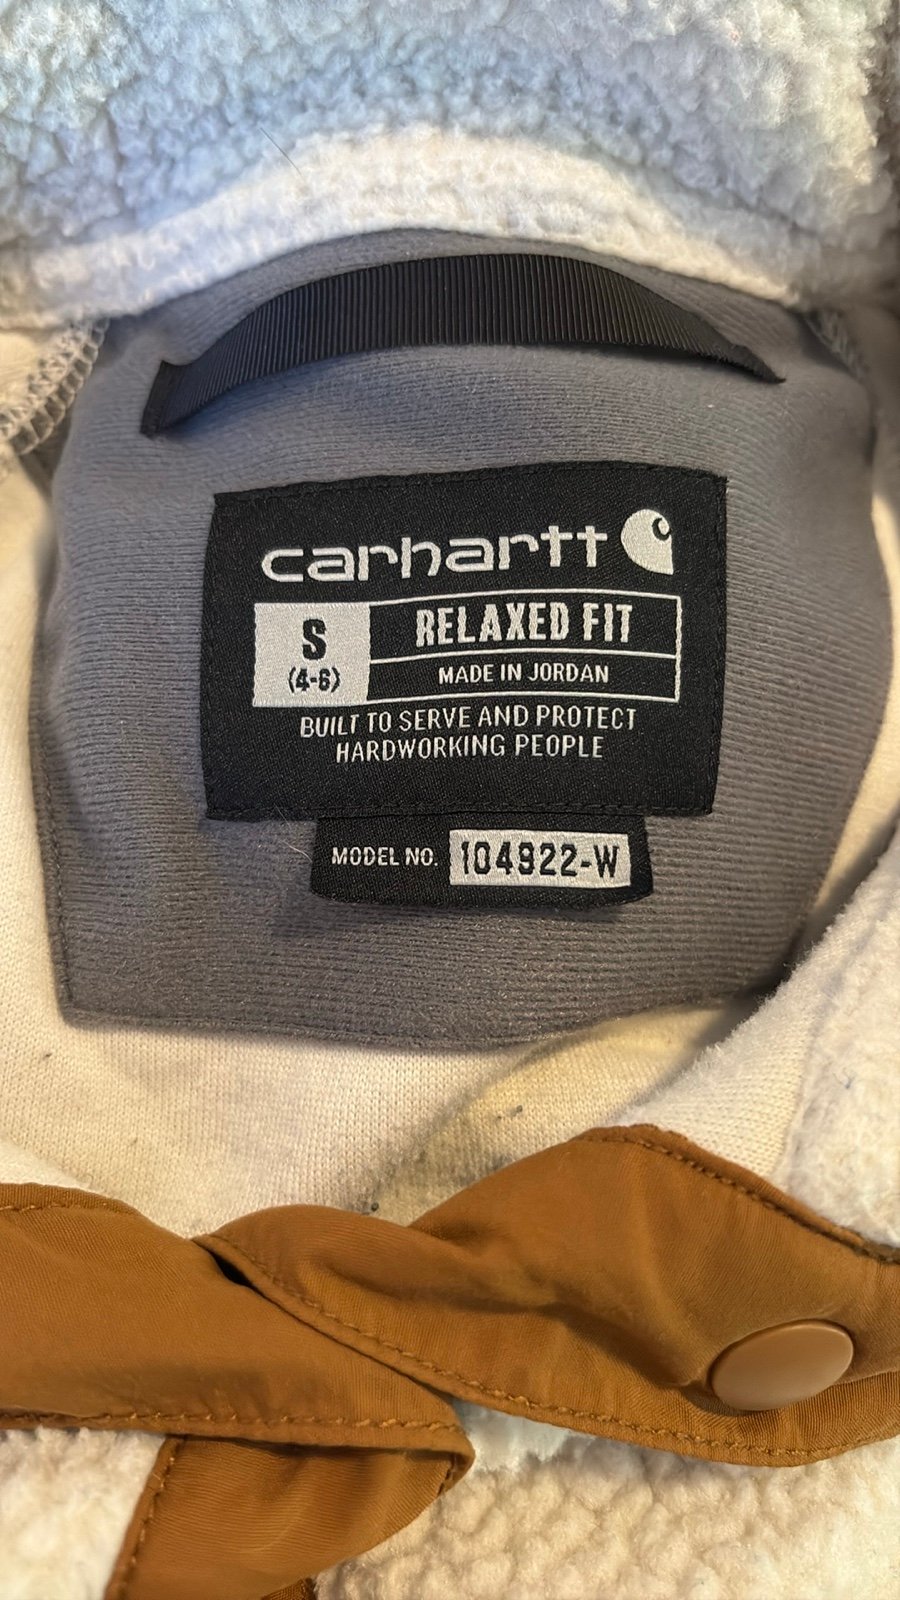 carhartt
S
(4-6)
RELAXED FIT
MADE IN JORDAN
BUILT TO SERVE AND PROTECT
HARDWORKING PEOPLE
MODEL NO. 104922-W